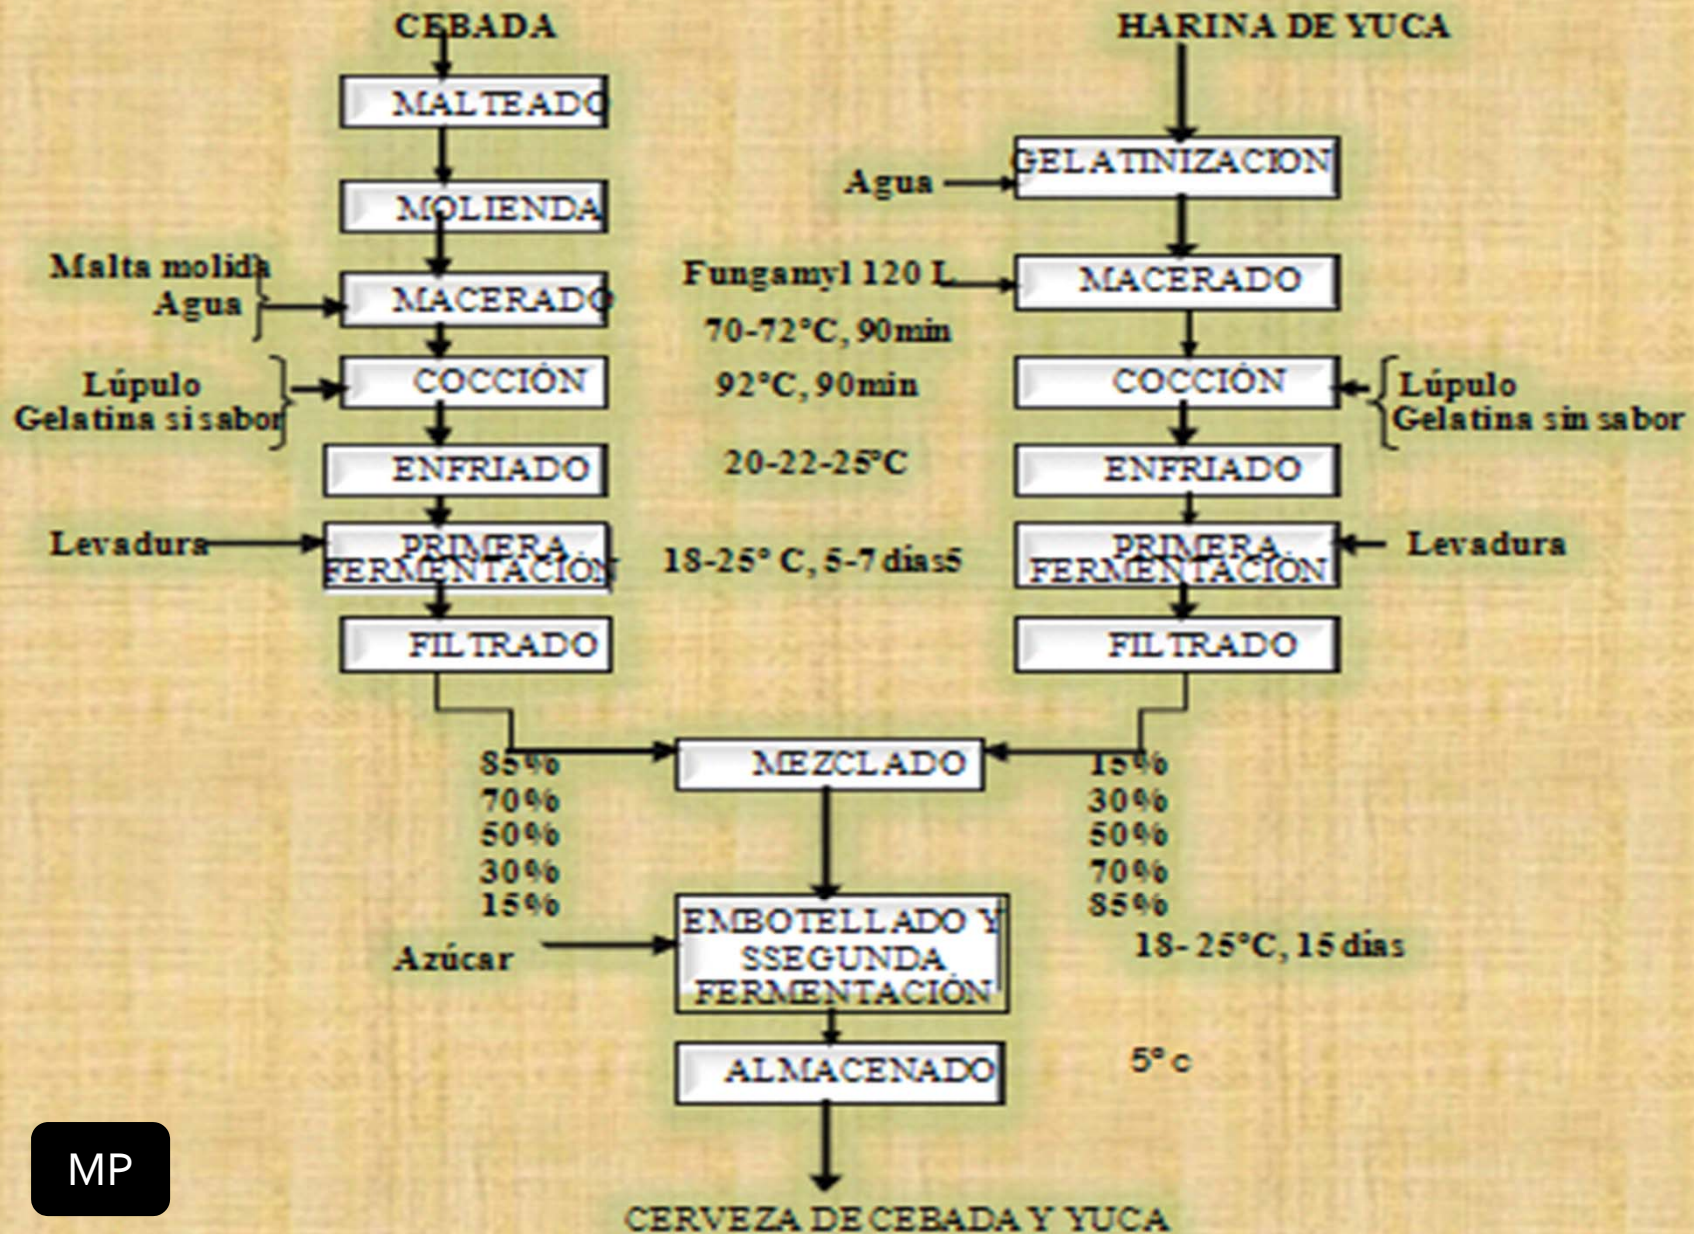 CEBADA
HARINA DE YUCA
MALTEADO
GELATINIZACION
Agua
MOLIENDA
Malta molida
Agua
MACERADO
Fungamyl 120 L
MACERADO
70-72°C, 90min
Lúpulo
Gelatina si sabor
COCCIÓN
92°C, 90min
COCCIÓN
Lúpulo
Gelatina sin sabor
ENFRIADO
20-22-25°C
ENFRIADO
Levadura
PRIMERA
FERMENTACIÓN
18-25° C, 5-7 dias5
PRIMERA
FERMENTACIÓN
Levadura
FILTRADO
FILTRADO
MEZCLADO
85%
70%
50%
30%
15%
15%
30%
50%
70%
85%
Azúcar
EMBOTELLADO Y
SSEGUNDA
FERMENTACIÓN
18- 25°C, 15 dias
ALMACENADO
5° c
CERVEZA DE CEBADA Y YUCA
MP